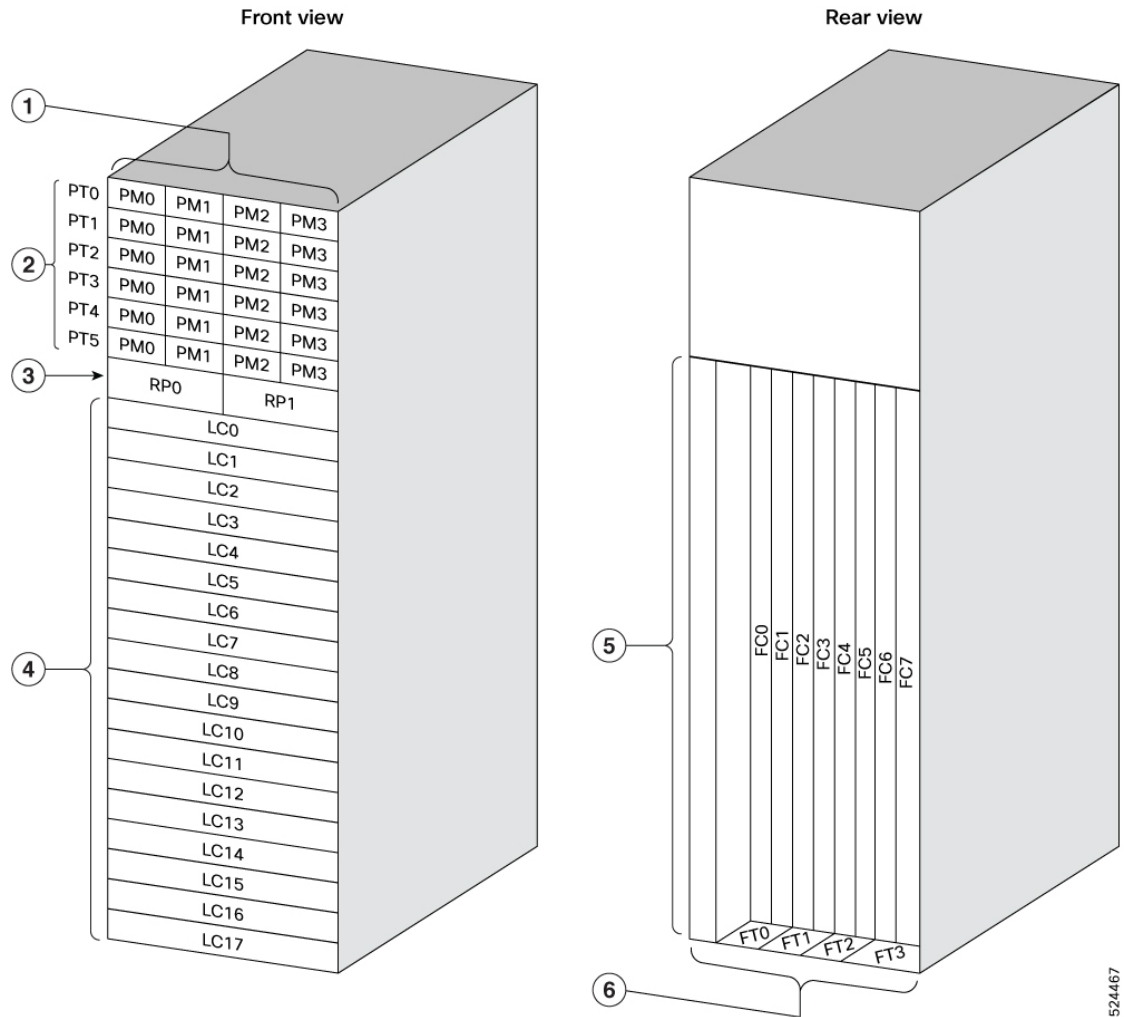 Front view
Rear view
1
2
PT0 PM0 PM1 PM2 PM3
PT1 PM0 PM1 PM2 PM3
PT2 PM0 PM1 PM2 PM3
PT3 PM0 PM1 PM2 PM3
PT4 PM0 PM1 PM2 PM3
PT5 PM0 PM1 PM2 PM3
3
RP0 RP1
4
LC0
LC1
LC2
LC3
LC4
LC5
LC6
LC7
LC8
LC9
LC10
LC11
LC12
LC13
LC14
LC15
LC16
LC17
5
FC0
FC1
FC2
FC3
FC4
FC5
FC6
FC7
FT0 FT1 FT2 FT3
6
524467